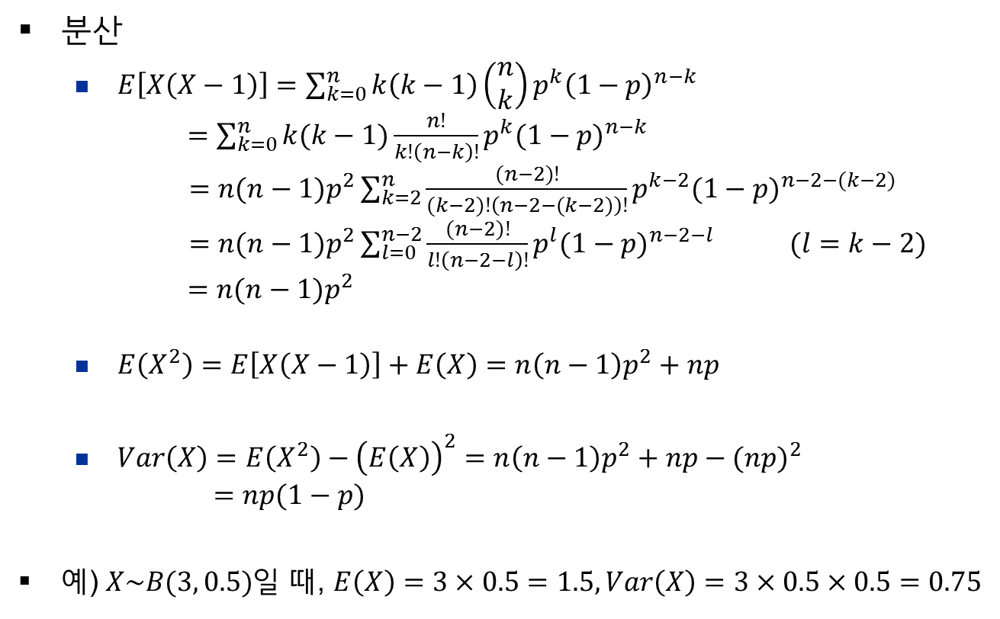 ▪ 분산
▪ $E[X(X-1)] = \sum_{k=0}^{n} k(k-1)\binom{n}{k}p^k(1-p)^{n-k}$
$= \sum_{k=0}^{n} k(k-1)\frac{n!}{k!(n-k)!}p^k(1-p)^{n-k}$
$= n(n-1)p^2 \sum_{k=2}^{n} \frac{(n-2)!}{(k-2)!(n-2-(k-2))!}p^{k-2}(1-p)^{n-2-(k-2)}$
$= n(n-1)p^2 \sum_{l=0}^{n-2} \frac{(n-2)!}{l!(n-2-l)!}p^l(1-p)^{n-2-l}$ $(l = k-2)$
$= n(n-1)p^2$
▪ $E(X^2) = E[X(X-1)] + E(X) = n(n-1)p^2 + np$
▪ $Var(X) = E(X^2) - (E(X))^2 = n(n-1)p^2 + np - (np)^2$
$= np(1-p)$
▪ 예) $X \sim B(3, 0.5)$일 때, $E(X) = 3 \times 0.5 = 1.5, Var(X) = 3 \times 0.5 \times 0.5 = 0.75$